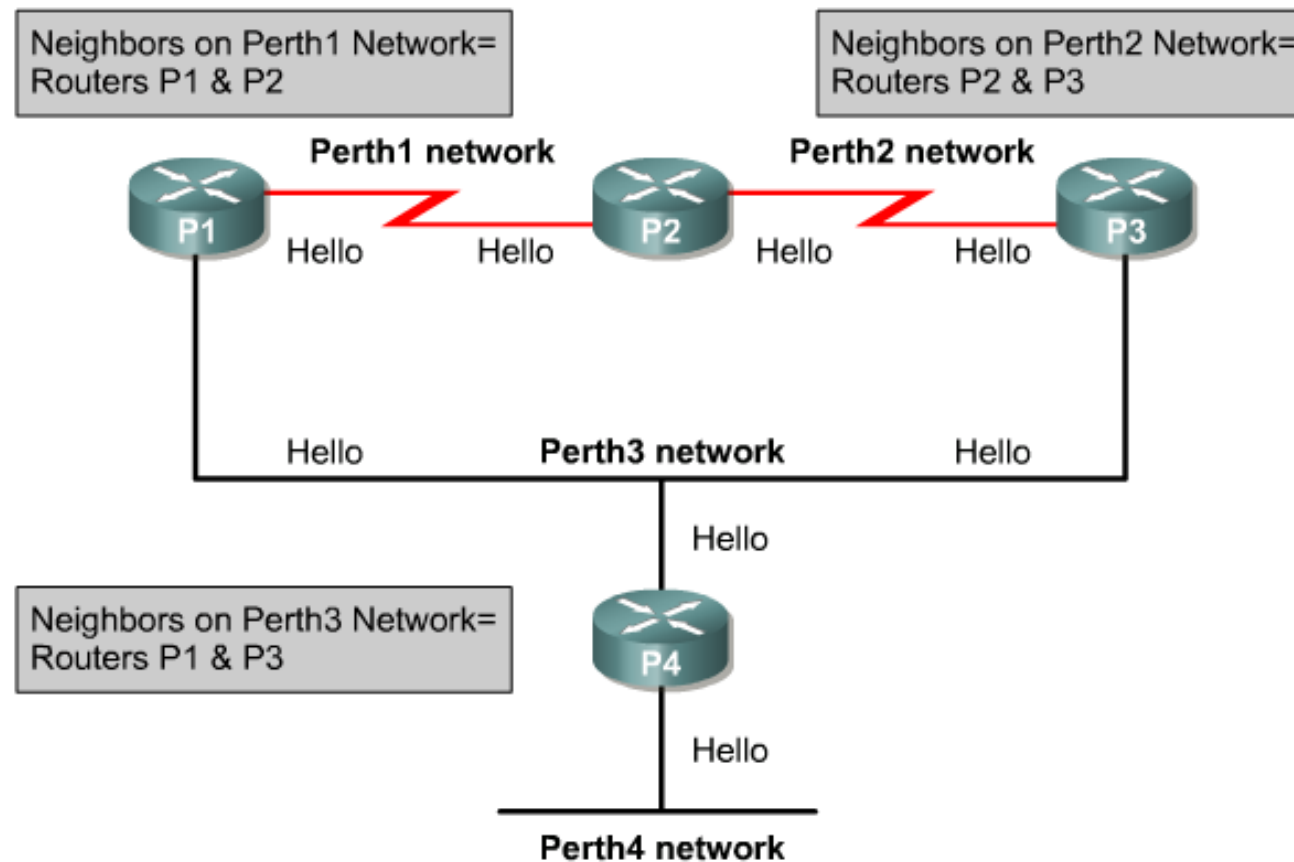 Neighbors on Perth1 Network=
Routers P1 & P2
Neighbors on Perth2 Network=
Routers P2 & P3
Perth1 network
Perth2 network
P1
P2
P3
Hello
Hello
Hello
Hello
Hello
Perth3 network
Hello
Hello
Neighbors on Perth3 Network=
Routers P1 & P3
P4
Hello
Perth4 network